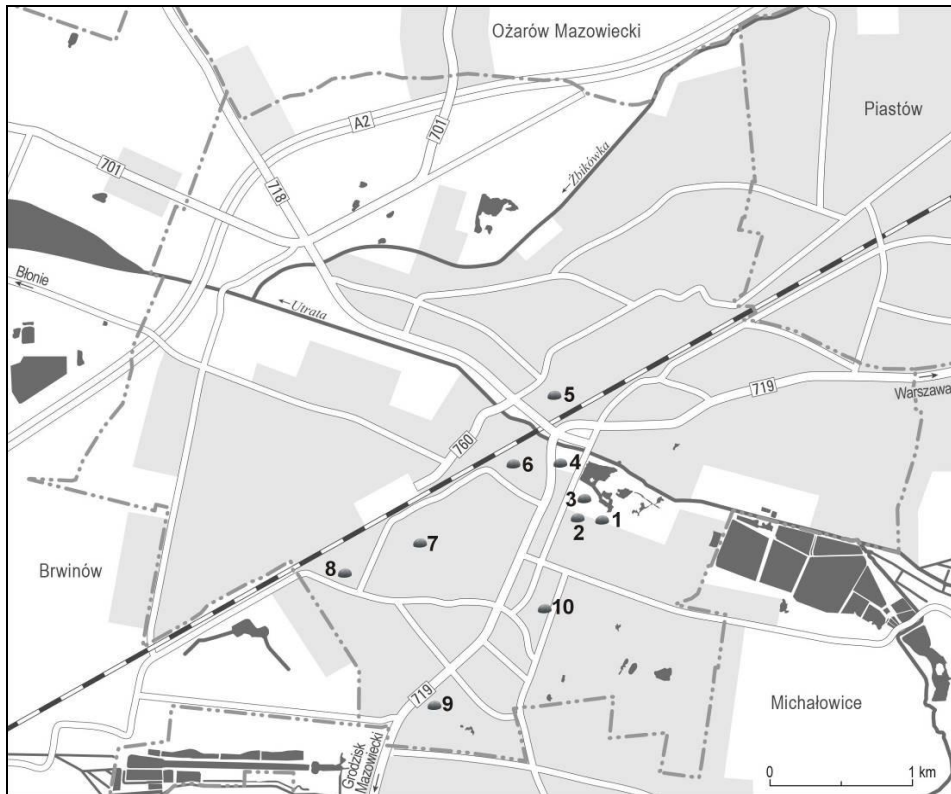 Ożarów Mazowiecki
Piastów
A2
701
701
718
←Żbikówka
Błonie
←Utrata
719
Warszawa
5
760
6
4
3
2
1
7
8
Brwinów
10
Michałowice
719
9
Grodzisk
Mazowiecki
0 1 km